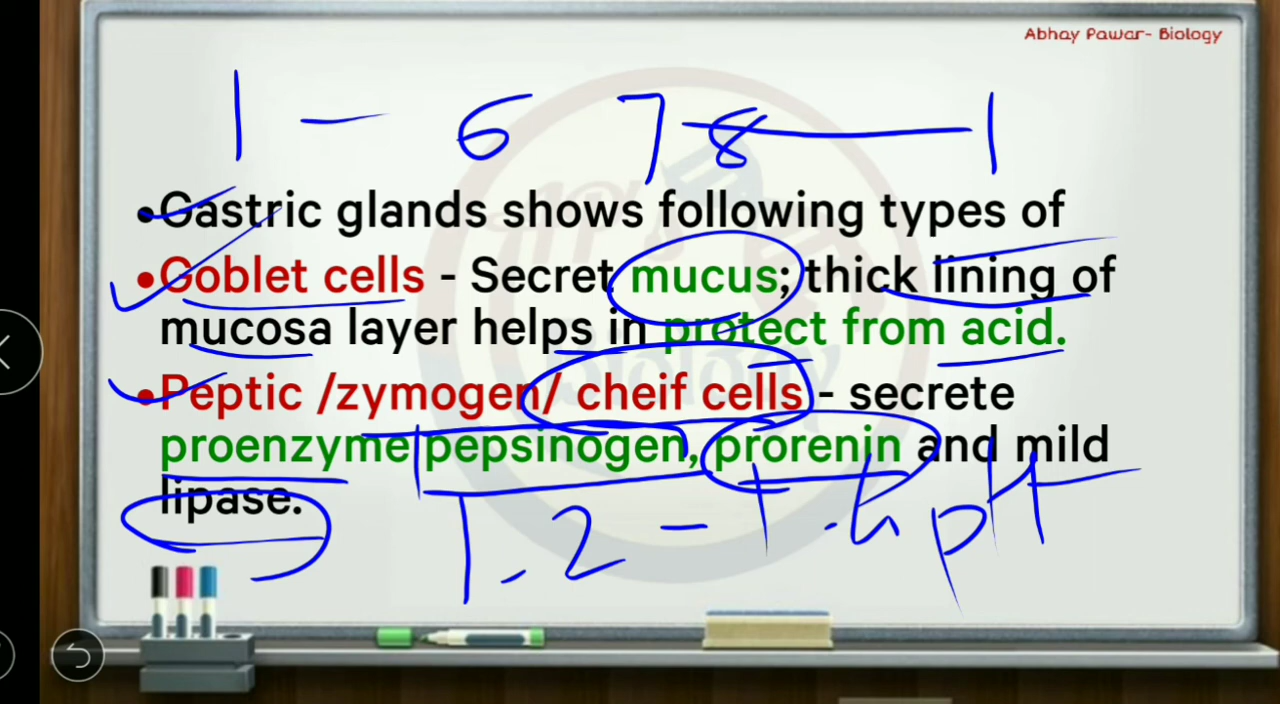 Abhay Pawar- Biology
1 - 6 7 8 - 1
•Gastric glands shows following types of
•Goblet cells - Secret mucus; thick lining of
mucosa layer helps in protect from acid.
•Peptic /zymogen/ cheif cells - secrete
proenzyme pepsinogen, prorenin and mild
lipase.
1.2 - 1. pH
Biology